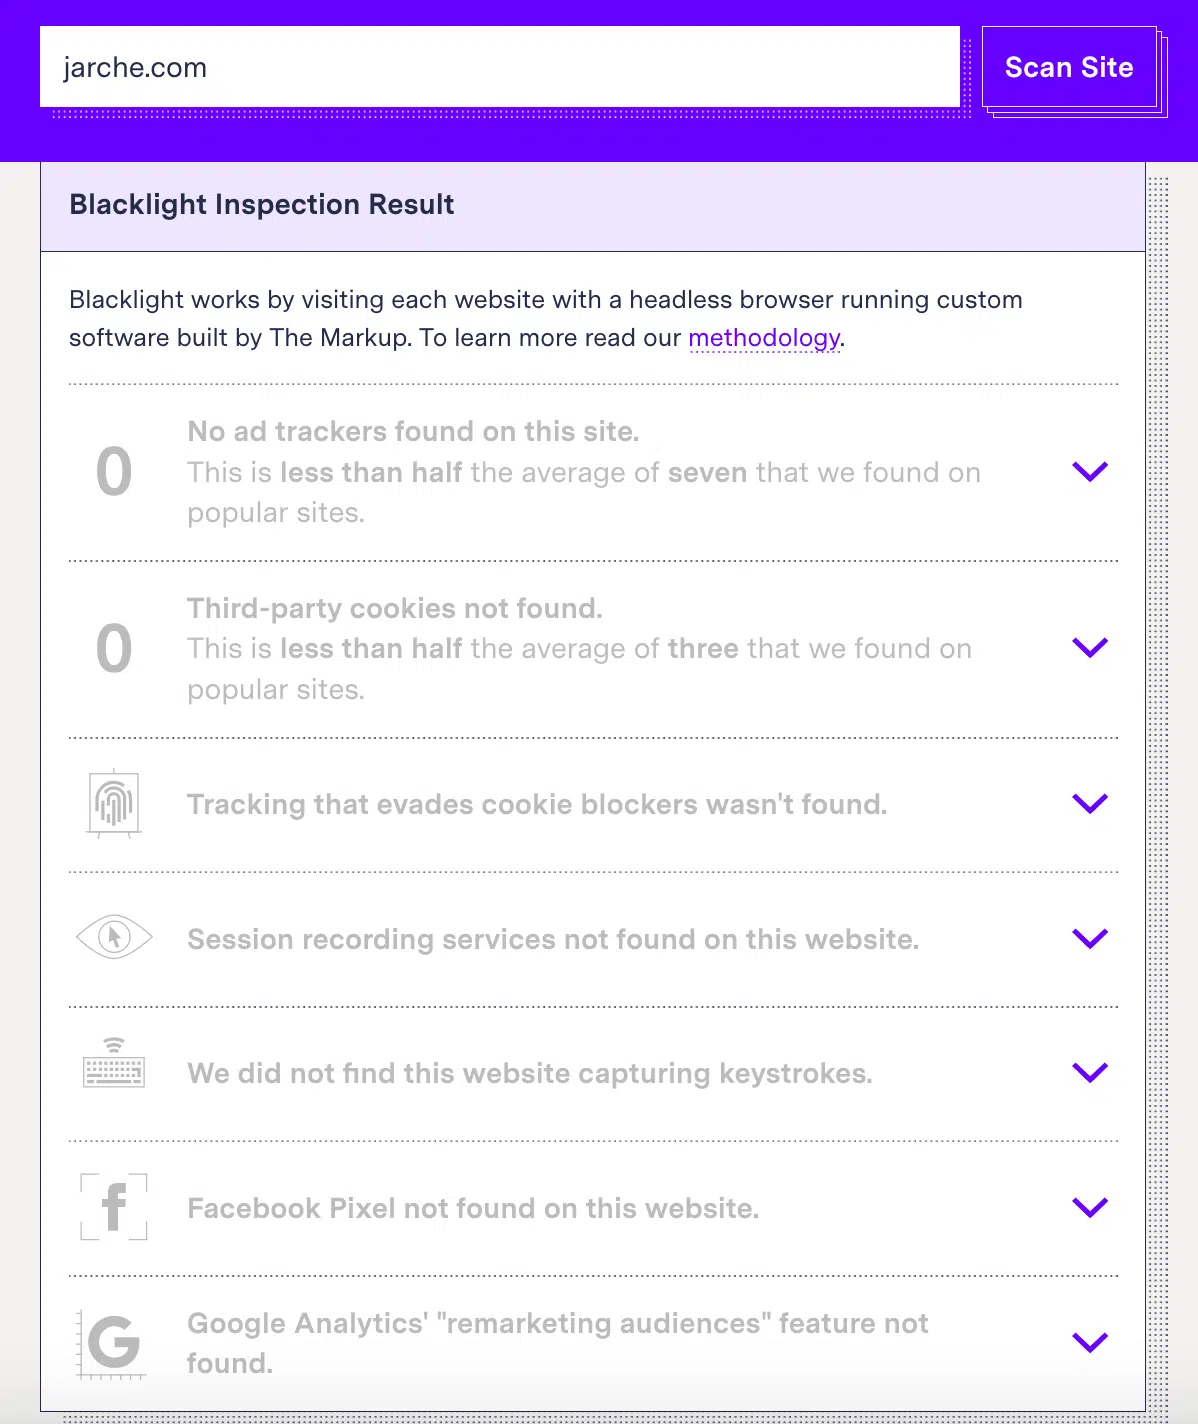 jarche.com
Scan Site
Blacklight Inspection Result
Blacklight works by visiting each website with a headless browser running custom
software built by The Markup. To learn more read our methodology.
0
No ad trackers found on this site.
This is less than half the average of seven that we found on
popular sites.
0
Third-party cookies not found.
This is less than half the average of three that we found on
popular sites.
Tracking that evades cookie blockers wasn't found.
Session recording services not found on this website.
We did not find this website capturing keystrokes.
f
Facebook Pixel not found on this website.
G
Google Analytics' "remarketing audiences" feature not
found.